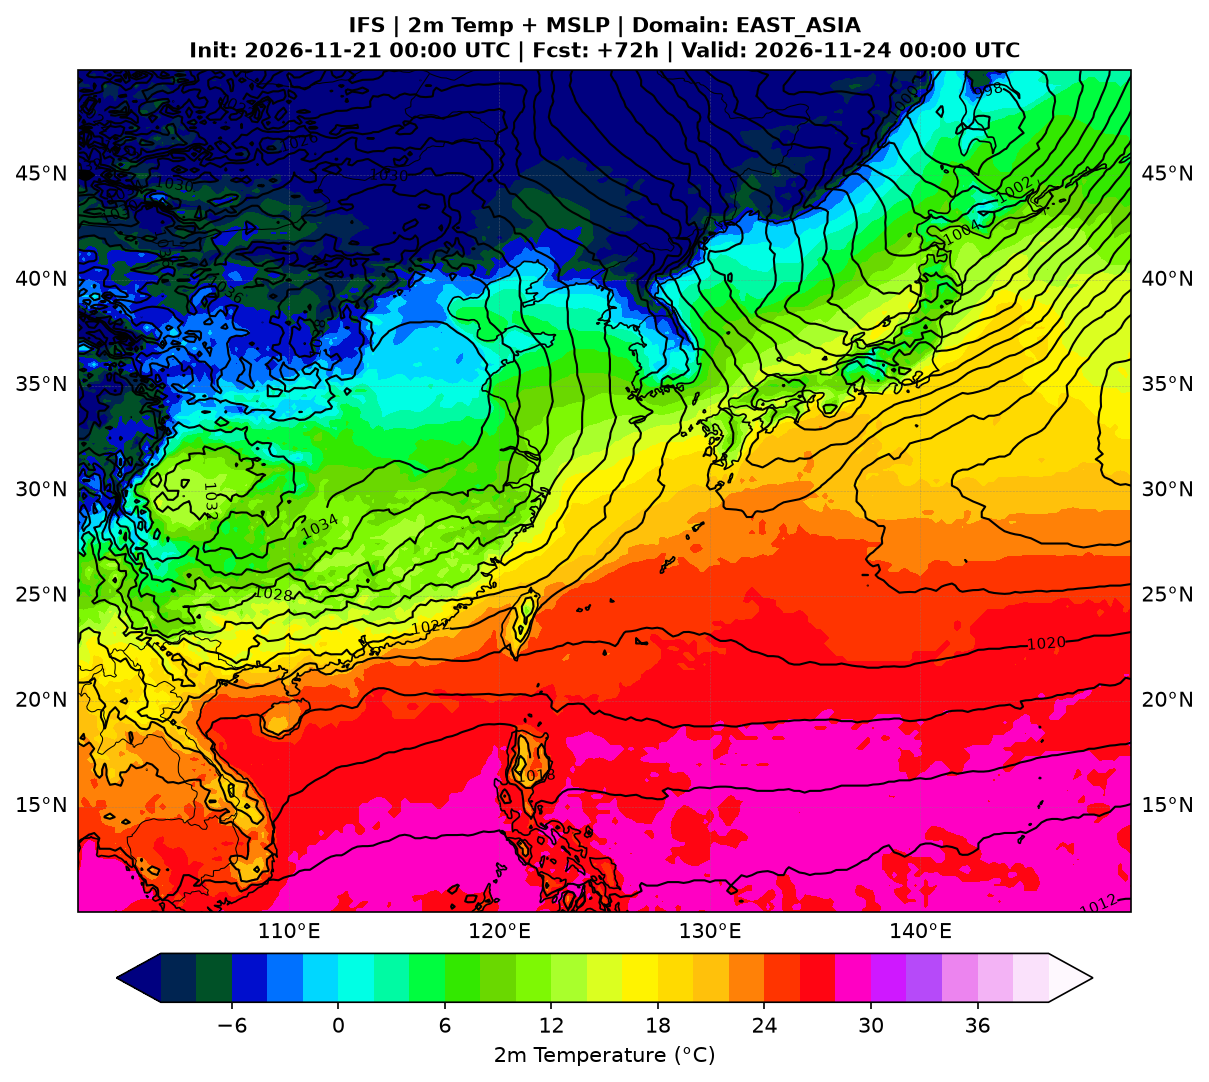 IFS | 2m Temp + MSLP | Domain: EAST_ASIA
Init: 2026-11-21 00:00 UTC | Fcst: +72h | Valid: 2026-11-24 00:00 UTC
998
1030
1030
1002
45°N
45°N
1004
40°N
40°N
35°N
35°N
1032
30°N
30°N
1034
1028
25°N
25°N
1022
1020
20°N
20°N
1018
15°N
15°N
1012
110°E
120°E
130°E
140°E
−6
0
6
12
18
24
30
36
2m Temperature (°C)